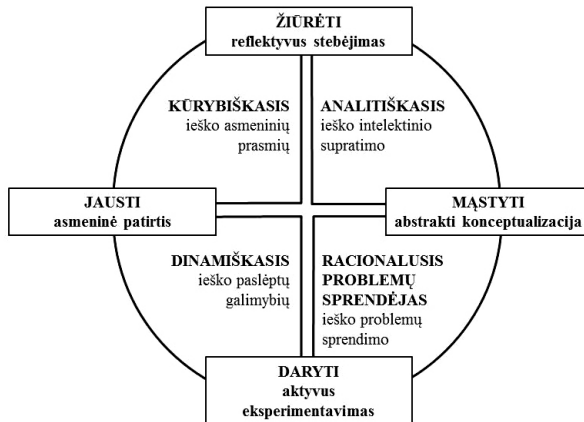 ŽIŪRĖTI
reflektyvus stebėjimas
KŪRYBIŠKASIS
ieško asmeninių
prasmių
ANALITIŠKASIS
ieško intelektinio
supratimo
JAUSTI
asmeninė patirtis
MĄSTYTI
abstrakti konceptualizacija
DINAMIŠKASIS
ieško paslėptų
galimybių
RACIONALUSIS
PROBLEMŲ
SPRENDĖJAS
ieško problemų
sprendimo
DARYTI
aktyvus
eksperimentavimas